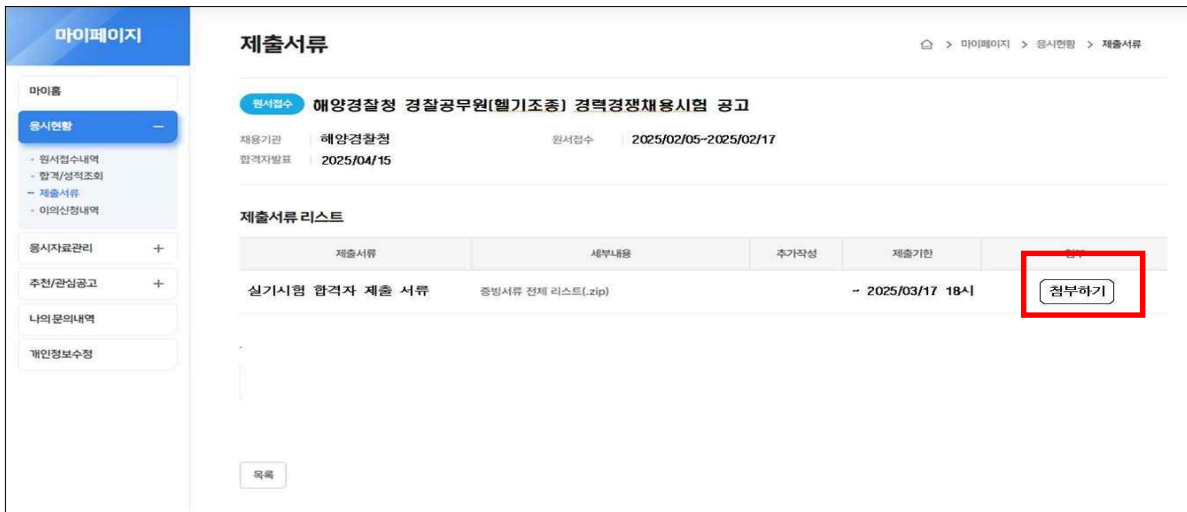 마이페이지
제출서류
> 마이페이지 > 응시현황 > 제출서류
마이홈
응시현황 −
- 원서접수내역
- 합격/성적조회
- 제출서류
- 이의신청내역
응시자료관리 +
추천/관심공고 +
나의 문의내역
개인정보수정
원서접수 해양경찰청 경찰공무원(헬기조종) 경력경쟁채용시험 공고
채용기관 해양경찰청 원서접수 2025/02/05~2025/02/17
합격자발표 2025/04/15
제출서류 리스트
제출서류 세부내용 추가작성 제출기한
실기시험 합격자 제출 서류 증빙서류 전체 리스트(.zip) ~ 2025/03/17 18시 첨부하기
목록